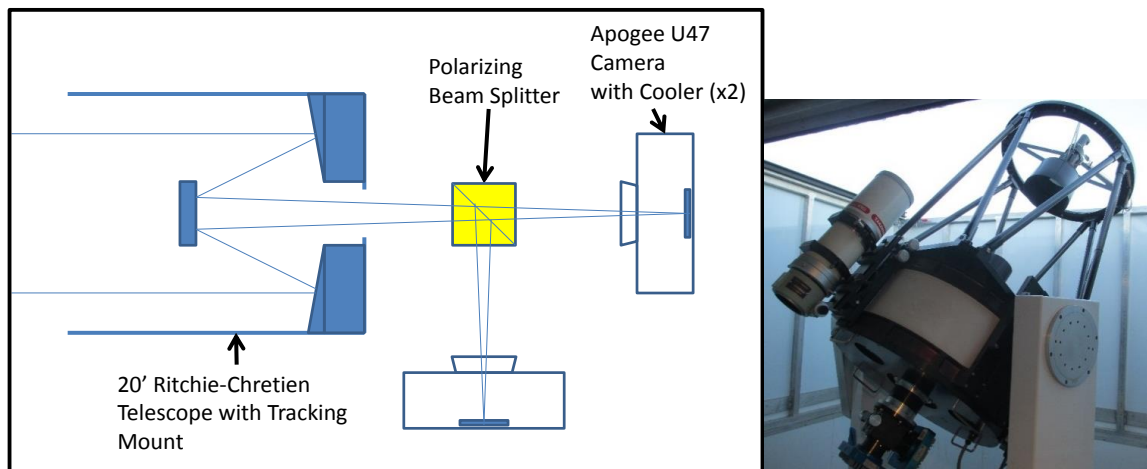 Polarizing
Beam Splitter
Apogee U47
Camera
with Cooler (x2)
20' Ritchie-Chretien
Telescope with Tracking
Mount